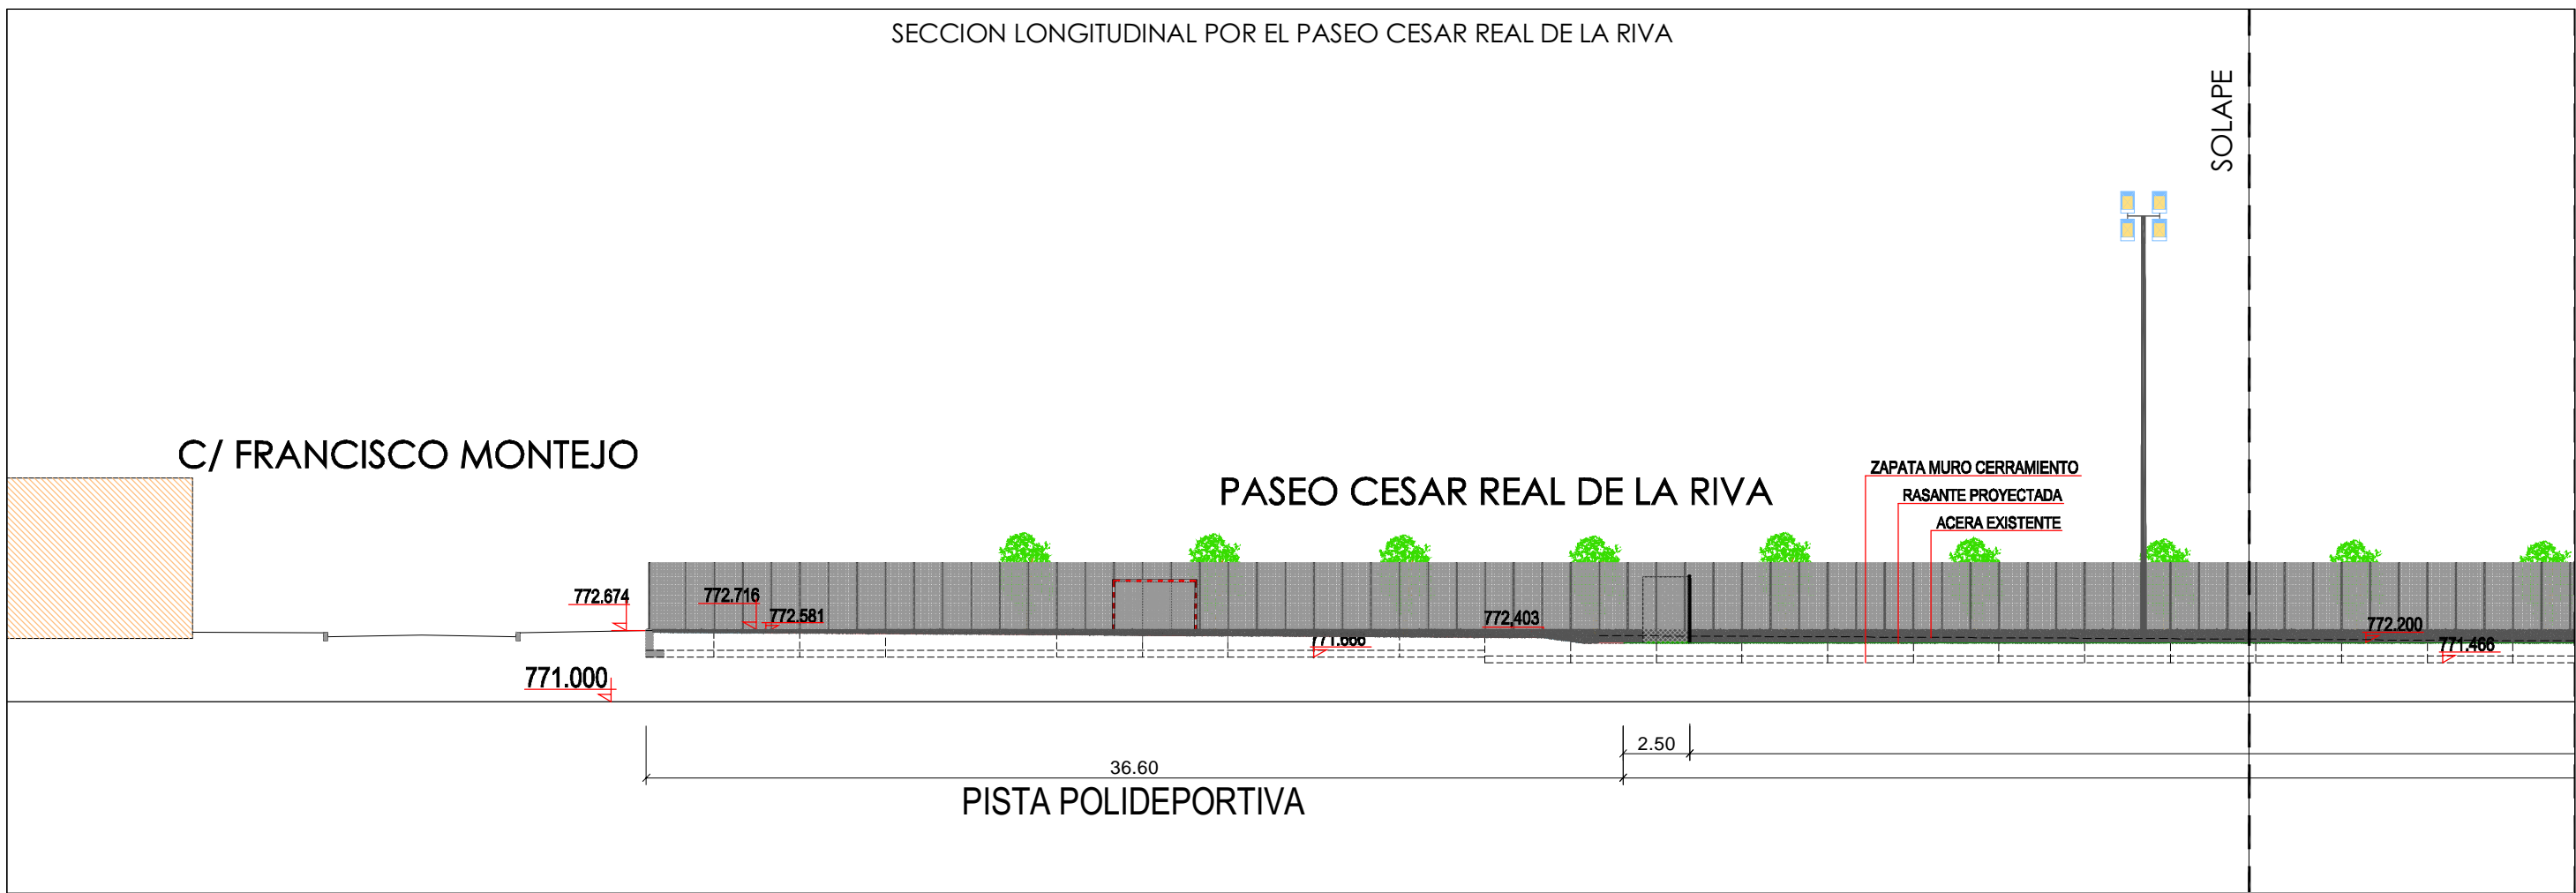 SECCION LONGITUDINAL POR EL PASEO CESAR REAL DE LA RIVA
SOLAPE
C/ FRANCISCO MONTEJO
PASEO CESAR REAL DE LA RIVA
ZAPATA MURO CERRAMIENTO
RASANTE PROYECTADA
ACERA EXISTENTE
772.674
772.716
772.581
772,403
772.200
771.466
771.000
2.50
36.60
PISTA POLIDEPORTIVA